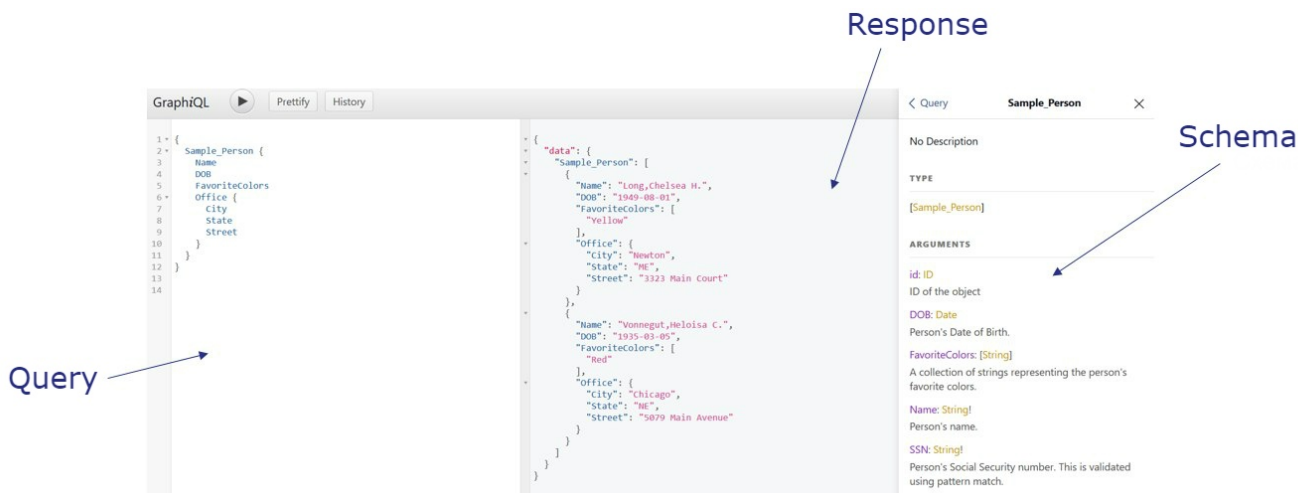 Response
GraphiQL Prettify History
Query Sample_Person ×
Schema
No Description
1 {
2 Sample_Person {
3 Name
4 DOB
5 FavoriteColors
6 Office {
7 City
8 State
9 Street
10 }
11 }
12 }
13
14
{
"data": {
"Sample_Person": [
{
"Name": "Long,Chelsea H.",
"DOB": "1949-08-01",
"FavoriteColors": [
"Yellow"
],
"Office": {
"City": "Newton",
"State": "ME",
"Street": "3323 Main Court"
}
},
{
"Name": "Vonnegut,Heloisa C.",
"DOB": "1935-03-05",
"FavoriteColors": [
"Red"
],
"Office": {
"City": "Chicago",
"State": "NE",
"Street": "5079 Main Avenue"
}
}
]
}
}
TYPE
[Sample_Person]
ARGUMENTS
id: ID
ID of the object
DOB: Date
Person's Date of Birth.
FavoriteColors: [String]
A collection of strings representing the person's
favorite colors.
Name: String!
Person's name.
SSN: String!
Person's Social Security number. This is validated
using pattern match.
Query